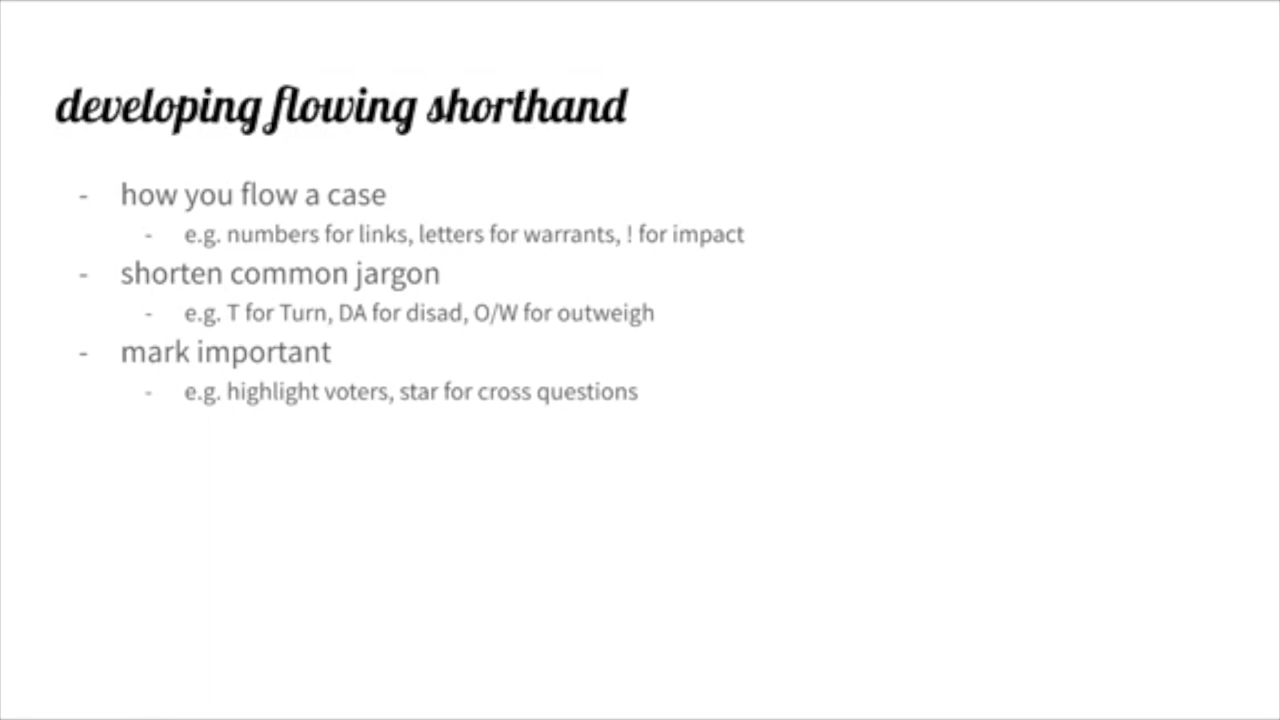 developing flowing shorthand
- how you flow a case
- e.g. numbers for links, letters for warrants, ! for impact
- shorten common jargon
- e.g. T for Turn, DA for disad, O/W for outweigh
- mark important
- e.g. highlight voters, star for cross questions